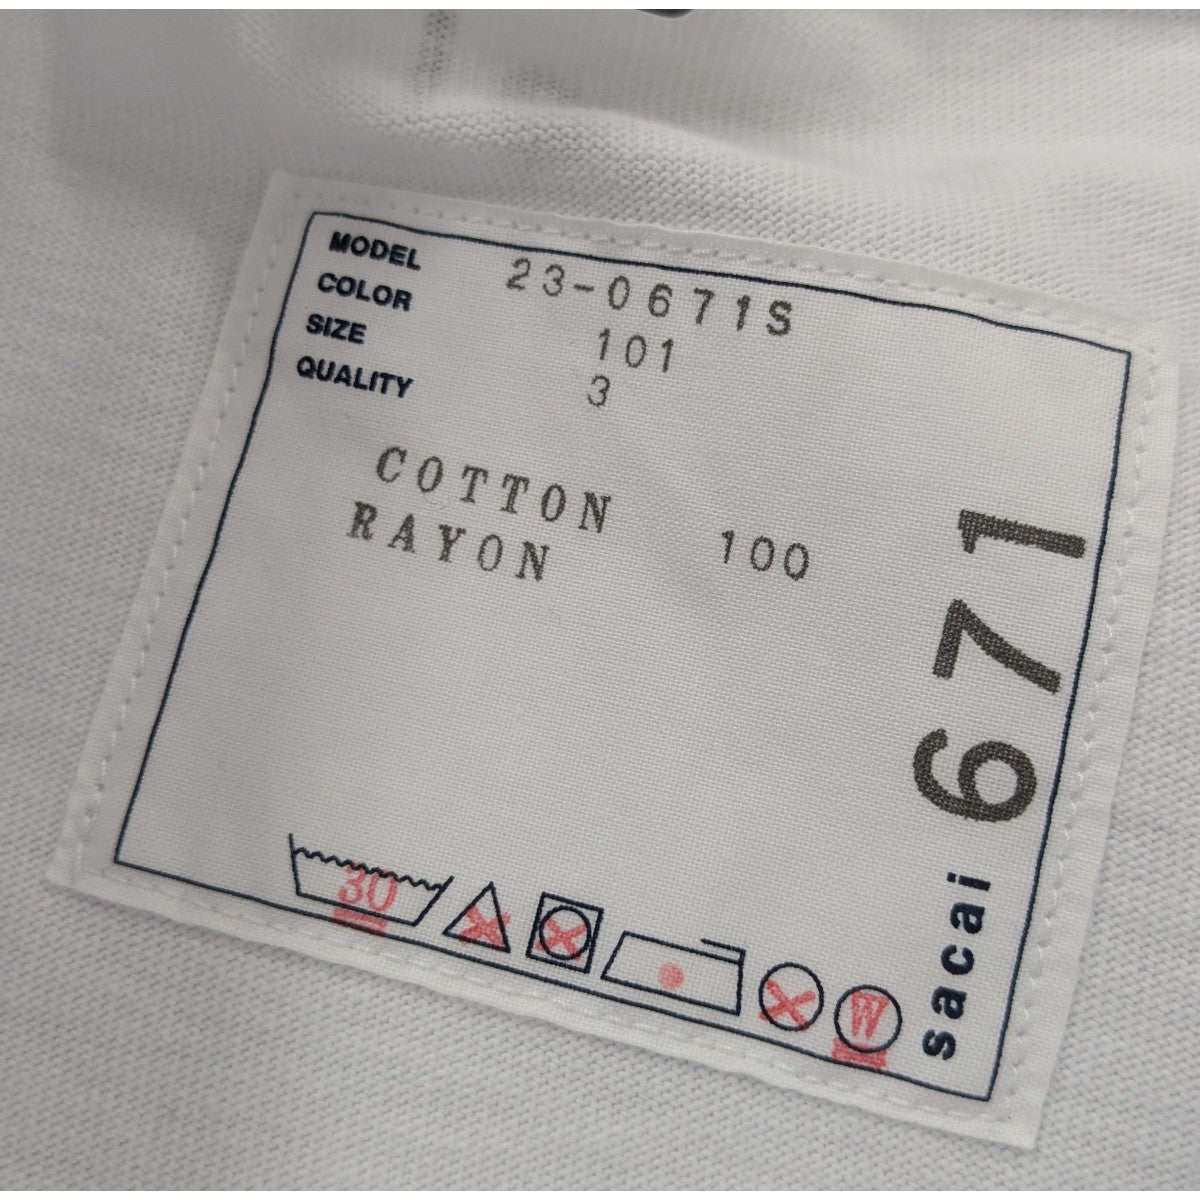 MODEL 23-0671S
COLOR 101
SIZE 3
QUALITY
COTTON 100
RAYON
30
W
sacai 671